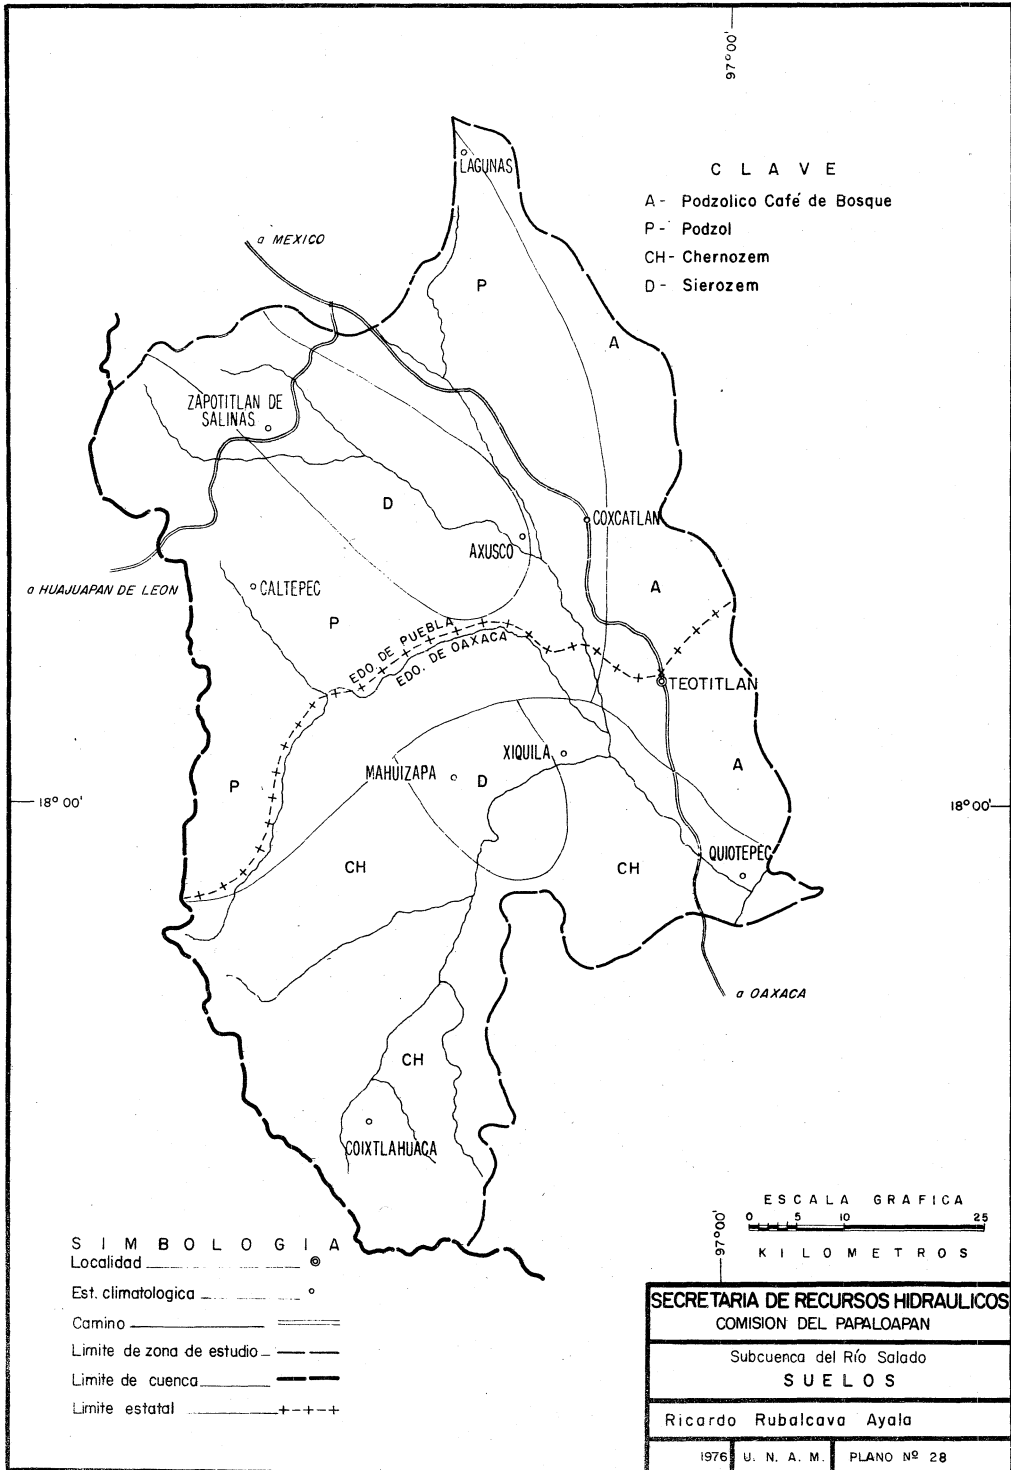 97°00'
LAGUNAS
C L A V E
A - Podzolico Café de Bosque
P - Podzol
CH - Chernozem
D - Sierozem
a MEXICO
P
A
ZAPOTITLAN DE
SALINAS
D
COXCATLAN
AXUSCO
a HUAJUAPAN DE LEON
CALTEPEC
A
P
EDO. DE PUEBLA
EDO. DE OAXACA
TEOTITLAN
XIQUILA
MAHUIZAPA
D
A
P
18° 00'
18° 00'
CH
CH
QUIOTEPEC
a OAXACA
CH
COIXTLAHUACA
ESCALA GRAFICA
0 5 10 25
KILOMETROS
97°00'
S I M B O L O G I A
Localidad
Est. climatologica
Camino
Limite de zona de estudio
Limite de cuenca
Limite estatal
SECRETARIA DE RECURSOS HIDRAULICOS
COMISION DEL PAPALOAPAN
Subcuenca del Río Salado
S U E L O S
Ricardo Rubalcava Ayala
1976 U. N. A. M. PLANO Nº 28